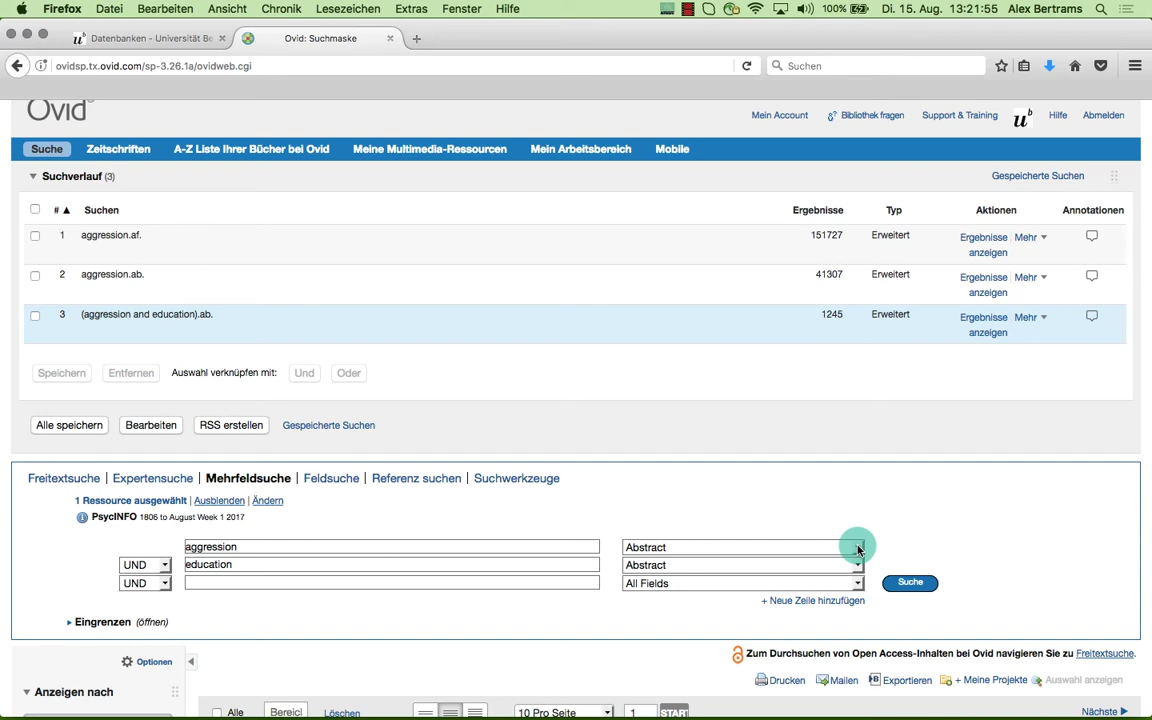 Firefox Datei Bearbeiten Ansicht Chronik Lesezeichen Extras Fenster Hilfe 100% Di. 15. Aug. 13:21:55 Alex Bertrams
Datenbanken - Universität Be × Ovid: Suchmaske × +
ovidsp.tx.ovid.com/sp-3.26.1a/ovidweb.cgi Suchen
Ovid Mein Account Bibliothek fragen Support & Training u b Hilfe Abmelden
Suche Zeitschriften A-Z Liste Ihrer Bücher bei Ovid Meine Multimedia-Ressourcen Mein Arbeitsbereich Mobile
Suchverlauf (3) Gespeicherte Suchen
# ▲ Suchen Ergebnisse Typ Aktionen Annotationen
1 aggression.af. 151727 Erweitert Ergebnisse anzeigen | Mehr
2 aggression.ab. 41307 Erweitert Ergebnisse anzeigen | Mehr
3 (aggression and education).ab. 1245 Erweitert Ergebnisse anzeigen | Mehr
Speichern Entfernen Auswahl verknüpfen mit: Und Oder
Alle speichern Bearbeiten RSS erstellen Gespeicherte Suchen
Freitextsuche | Expertensuche | Mehrfeldsuche | Feldsuche | Referenz suchen | Suchwerkzeuge
1 Ressource ausgewählt | Ausblenden | Ändern
PsycINFO 1806 to August Week 1 2017
aggression Abstract
UND education Abstract
UND All Fields Suche
+ Neue Zeile hinzufügen
Eingrenzen (öffnen)
Zum Durchsuchen von Open Access-Inhalten bei Ovid navigieren Sie zu Freitextsuche.
Optionen
Drucken Mailen Exportieren + Meine Projekte Auswahl anzeigen
Anzeigen nach
Alle Bereicl Löschen 10 Pro Seite 1 START Nächste